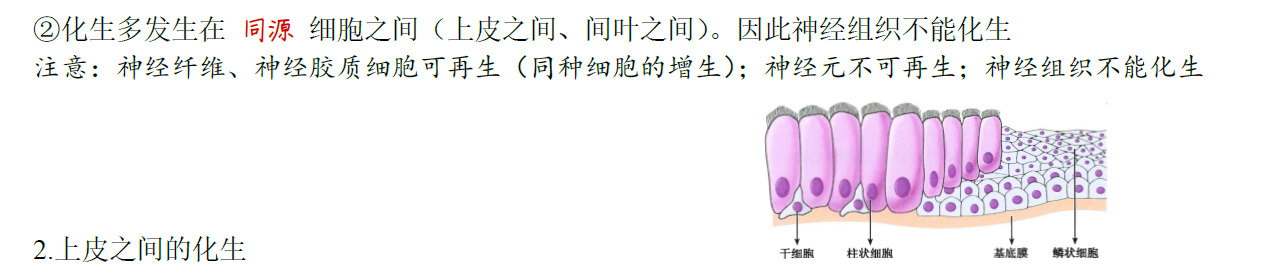 ②化生多发生在 同源 细胞之间（上皮之间、间叶之间）。因此神经组织不能化生
注意：神经纤维、神经胶质细胞可再生（同种细胞的增生）；神经元不可再生；神经组织不能化生
干细胞 柱状细胞 基底膜 鳞状细胞
2.上皮之间的化生